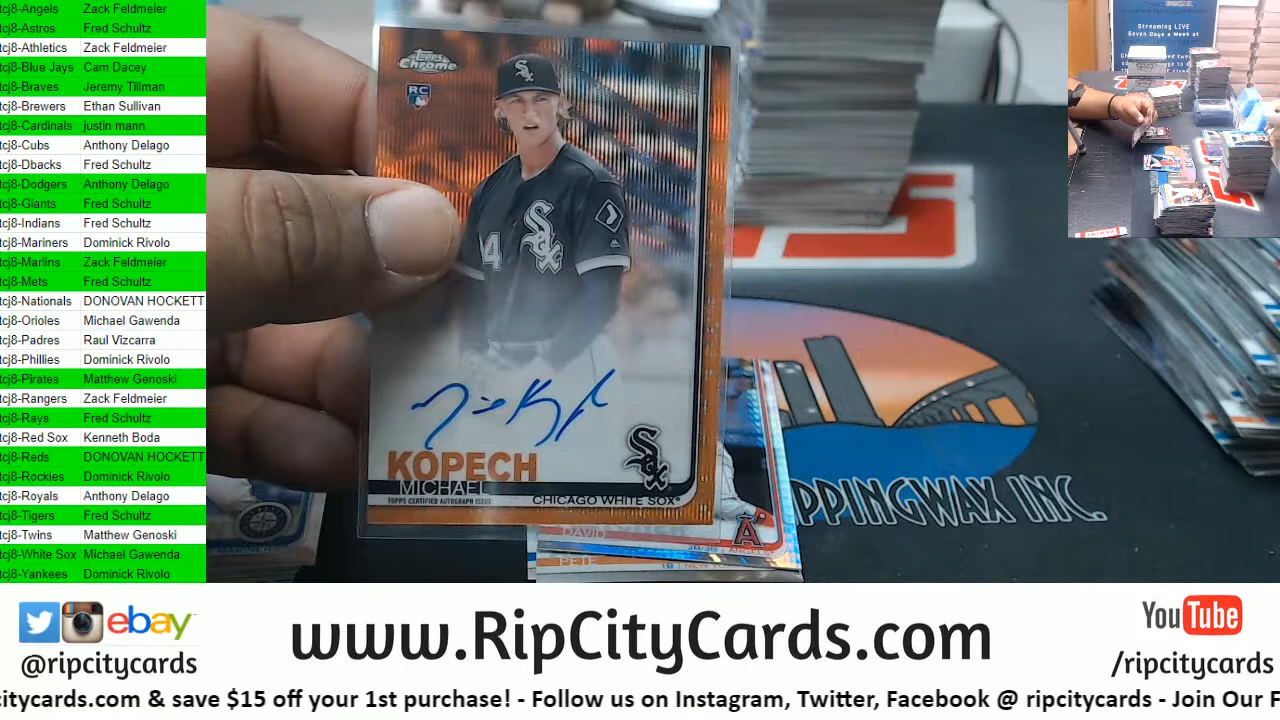 tcj8-Angels Zack Feldmeier
tcj8-Astros Fred Schultz
tcj8-Athletics Zack Feldmeier
tcj8-Blue Jays Cam Dacey
tcj8-Braves Jeremy Tillman
tcj8-Brewers Ethan Sullivan
tcj8-Cardinals justin mann
tcj8-Cubs Anthony Delago
tcj8-Dbacks Fred Schultz
tcj8-Dodgers Anthony Delago
tcj8-Giants Fred Schultz
tcj8-Indians Fred Schultz
tcj8-Mariners Dominick Rivolo
tcj8-Marlins Zack Feldmeier
tcj8-Mets Fred Schultz
tcj8-Nationals DONOVAN HOCKETT
tcj8-Orioles Michael Gawenda
tcj8-Padres Raul Vizcarra
tcj8-Phillies Dominick Rivolo
tcj8-Pirates Matthew Genoski
tcj8-Rangers Zack Feldmeier
tcj8-Rays Fred Schultz
tcj8-Red Sox Kenneth Boda
tcj8-Reds DONOVAN HOCKETT
tcj8-Rockies Dominick Rivolo
tcj8-Royals Anthony Delago
tcj8-Tigers Fred Schultz
tcj8-Twins Matthew Genoski
tcj8-White Sox Michael Gawenda
tcj8-Yankees Dominick Rivolo
Topps
Chrome
RC
Sox
4
Sox
KOPECH
MICHAEL
Sox
TOPPS CERTIFIED AUTOGRAPH ISSUE
CHICAGO WHITE SOX
DAVID
ANGELS
PETE
NEW
MARINER
PPINGWAX INC.
Streaming LIVE
Seven Days a Week at
ebay
@ripcitycards
www.RipCityCards.com
YouTube
/ripcitycards
citycards.com & save $15 off your 1st purchase! - Follow us on Instagram, Twitter, Facebook @ ripcitycards - Join Our F